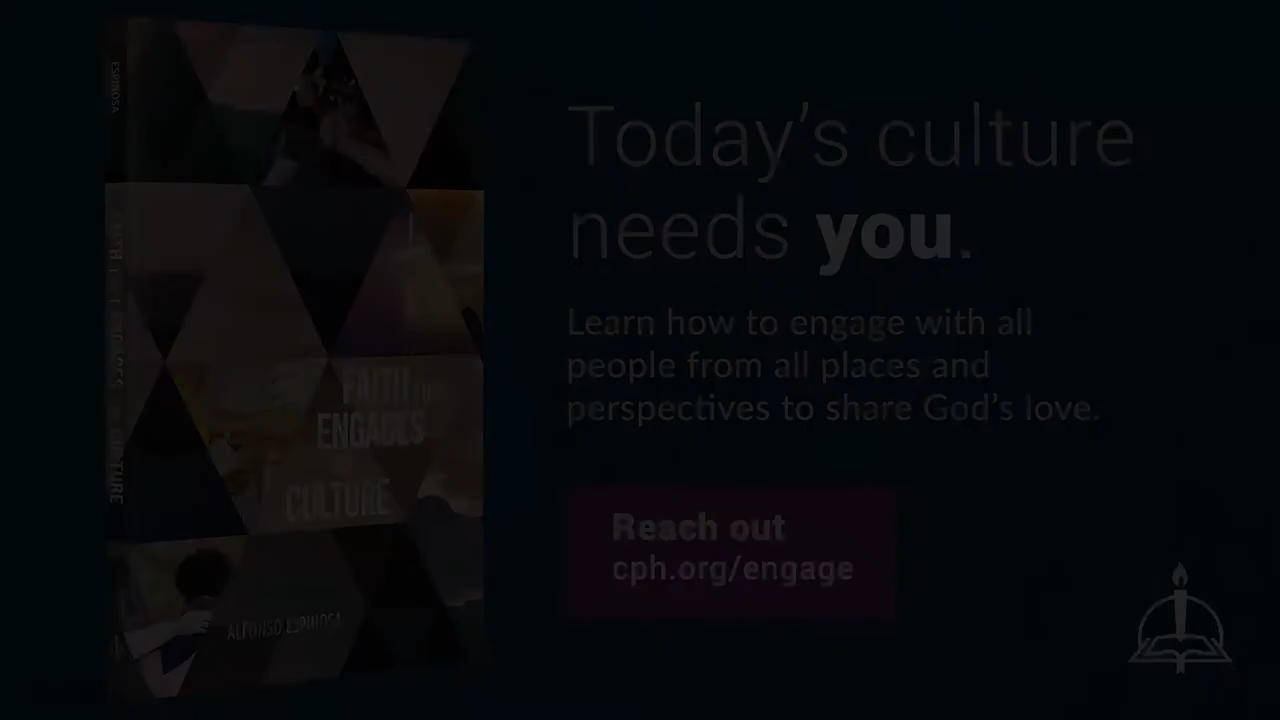 ESPINOSA
FAITH
ENGAGES
CULTURE
ALFONSO ESPINOSA
Today's culture
needs you.
Learn how to engage with all
people from all places and
perspectives to share God's love.
Reach out
cph.org/engage